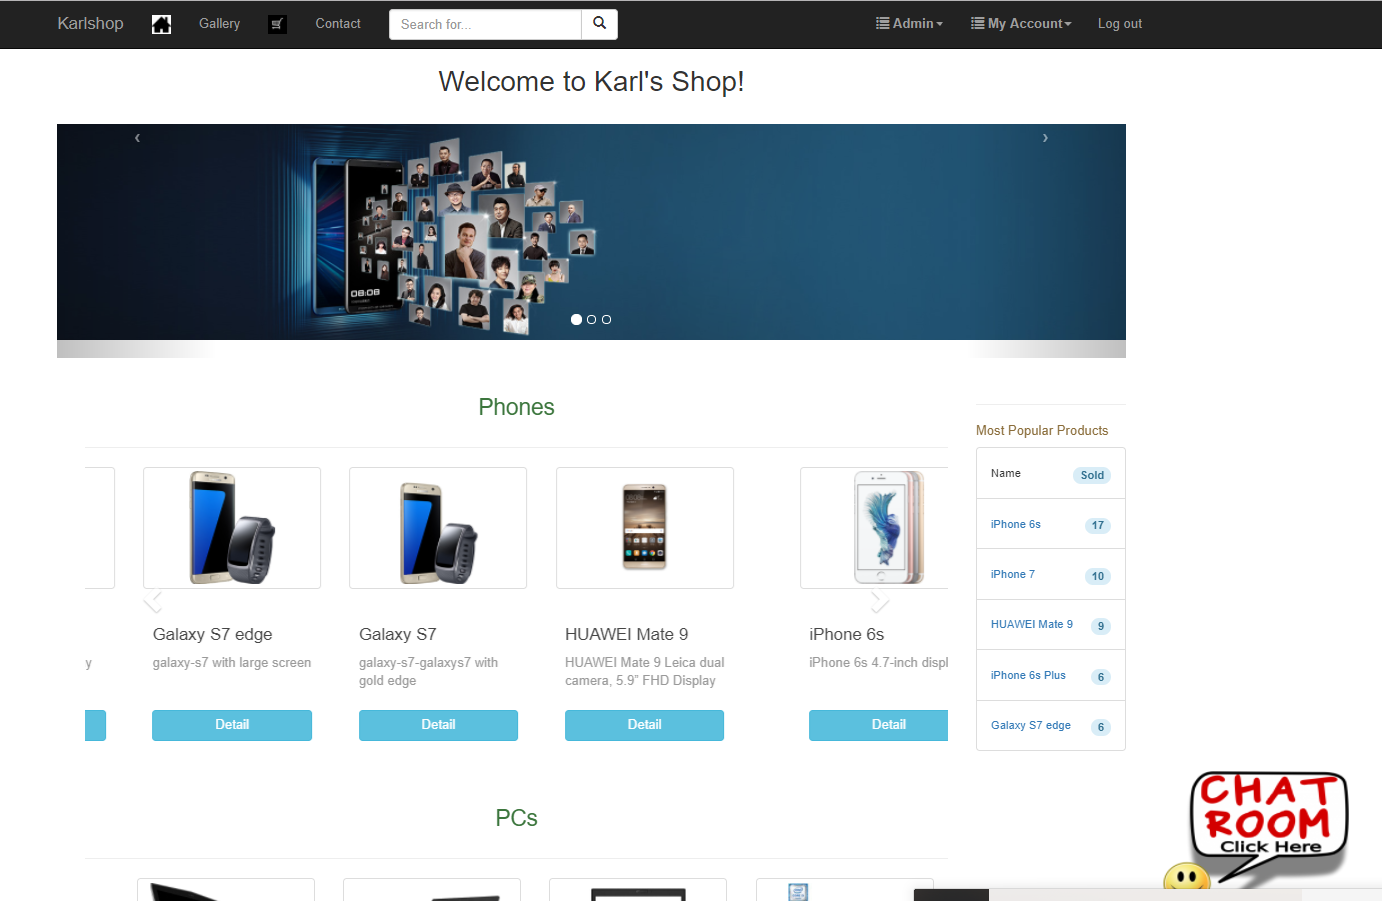 Karlshop Gallery Contact Search for... Admin My Account Log out
Welcome to Karl's Shop!
08:08
Phones
Most Popular Products
Name Sold
iPhone 6s 17
iPhone 7 10
HUAWEI Mate 9 9
iPhone 6s Plus 6
Galaxy S7 edge 6
y
Galaxy S7 edge
galaxy-s7 with large screen
Detail
Galaxy S7
galaxy-s7-galaxys7 with
gold edge
Detail
HUAWEI Mate 9
HUAWEI Mate 9 Leica dual
camera, 5.9” FHD Display
Detail
iPhone 6s
iPhone 6s 4.7-inch displ
Detail
PCs
CHAT
ROOM
Click Here